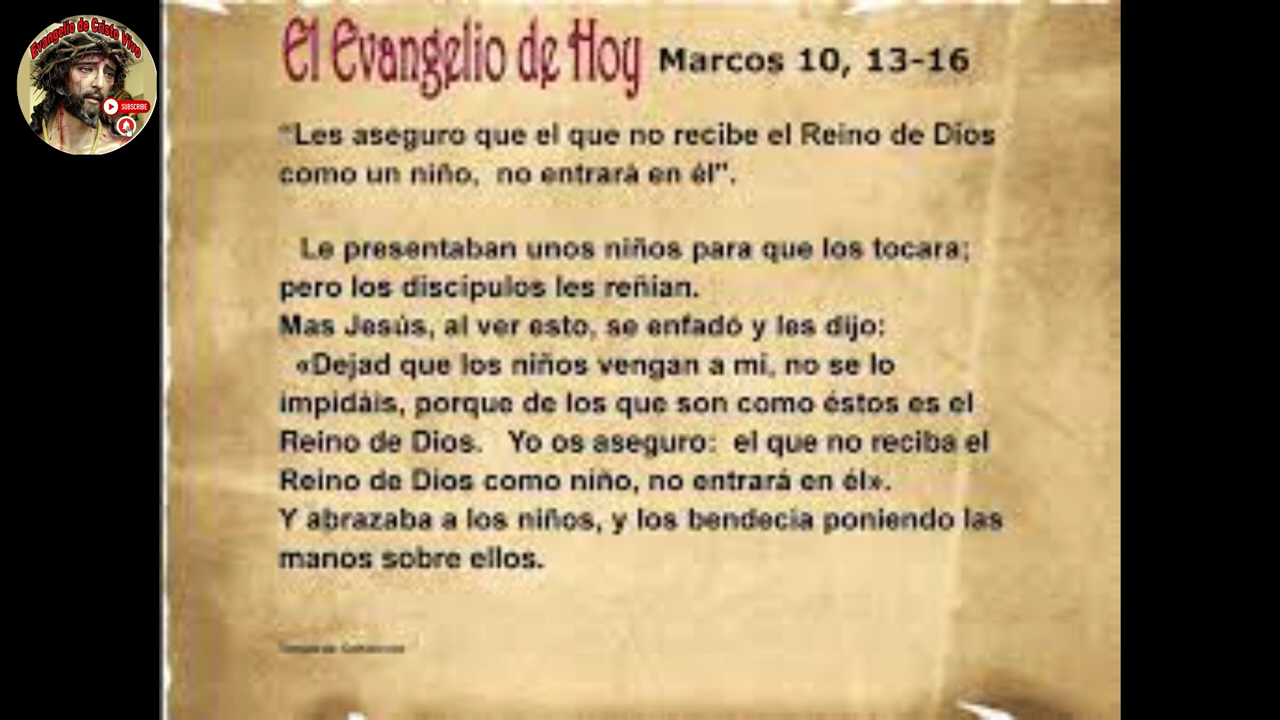 Evangelio de Cristo Vivo
SUBSCRIBE
El Evangelio de Hoy Marcos 10, 13-16
"Les aseguro que el que no recibe el Reino de Dios
como un niño, no entrará en él".
Le presentaban unos niños para que los tocara;
pero los discípulos les reñían.
Mas Jesús, al ver esto, se enfadó y les dijo:
«Dejad que los niños vengan a mí, no se lo
impidáis, porque de los que son como éstos es el
Reino de Dios. Yo os aseguro: el que no reciba el
Reino de Dios como niño, no entrará en él».
Y abrazaba a los niños, y los bendecía poniendo las
manos sobre ellos.